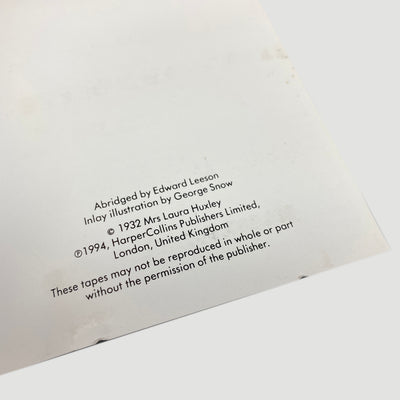 Abridged by Edward Leeson
Inlay illustration by George Snow
© 1932 Mrs Laura Huxley
℗1994, HarperCollins Publishers Limited,
London, United Kingdom
These tapes may not be reproduced in whole or part
without the permission of the publisher.